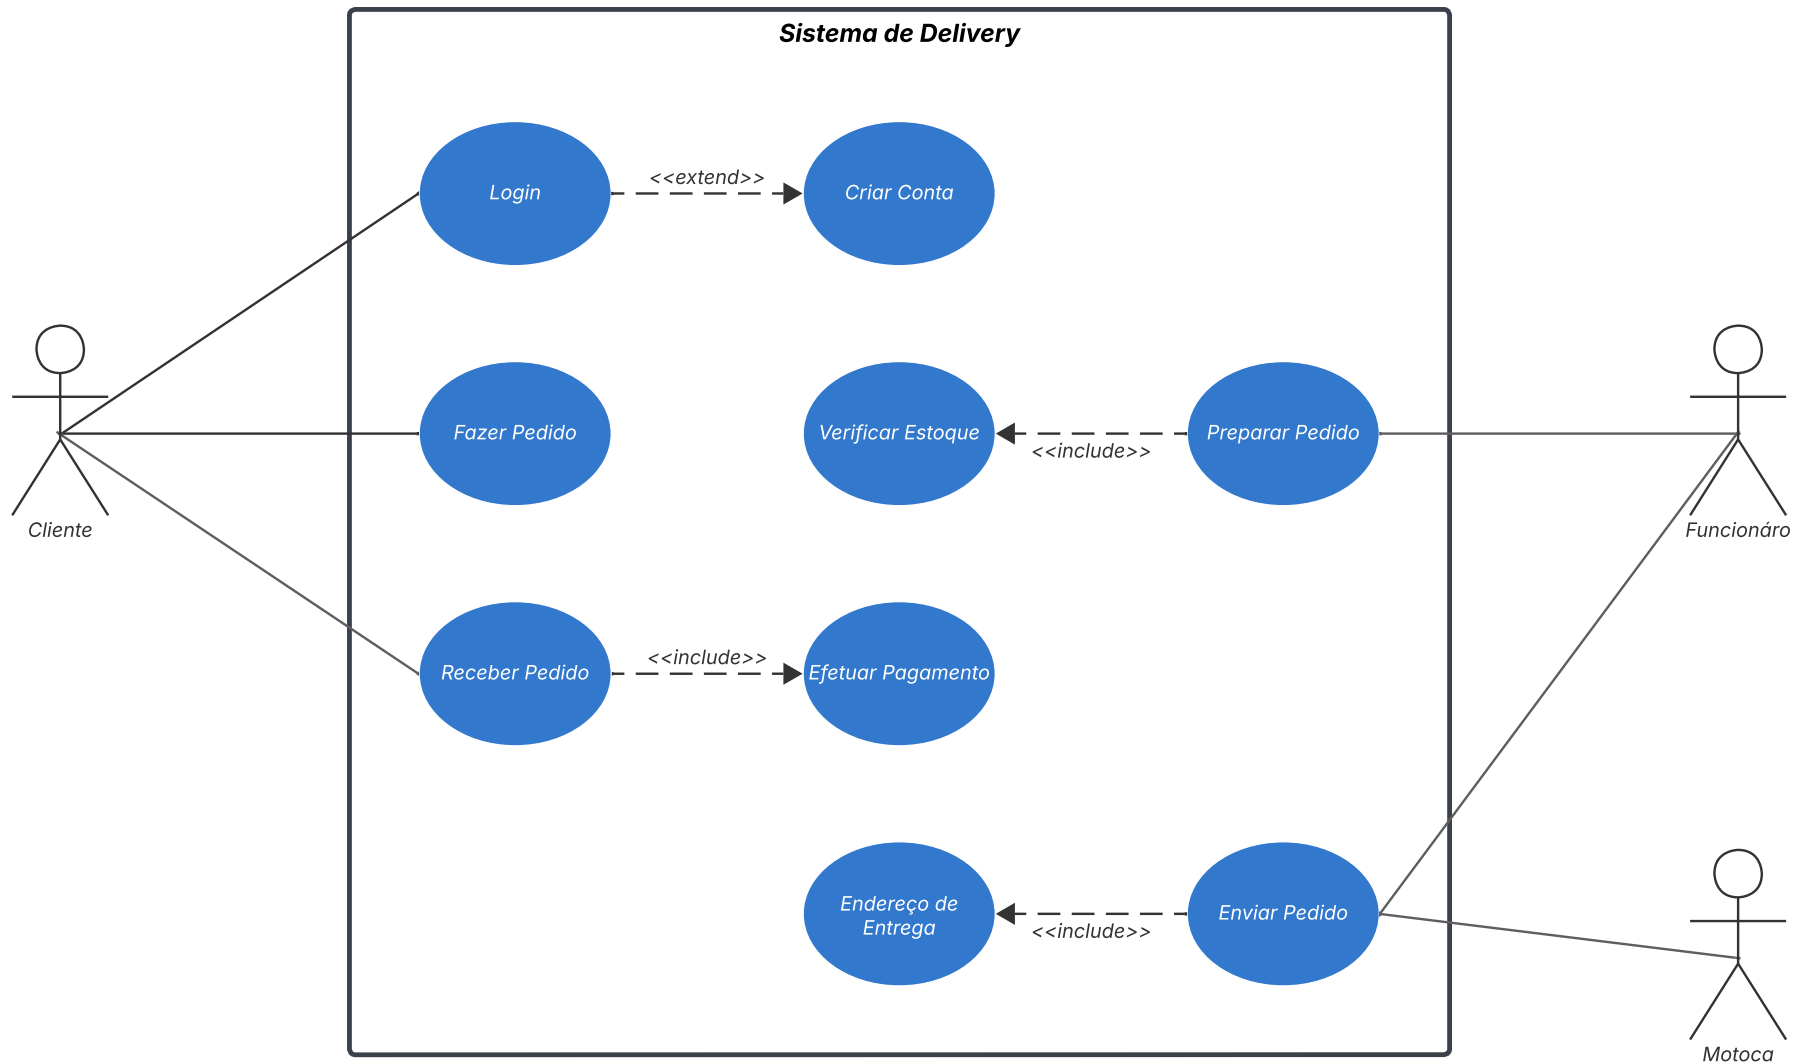 Sistema de Delivery
Login
<<extend>>
Criar Conta
Cliente
Fazer Pedido
Verificar Estoque
<<include>>
Preparar Pedido
Funcionáro
Receber Pedido
<<include>>
Efetuar Pagamento
Endereço de
Entrega
<<include>>
Enviar Pedido
Motoca